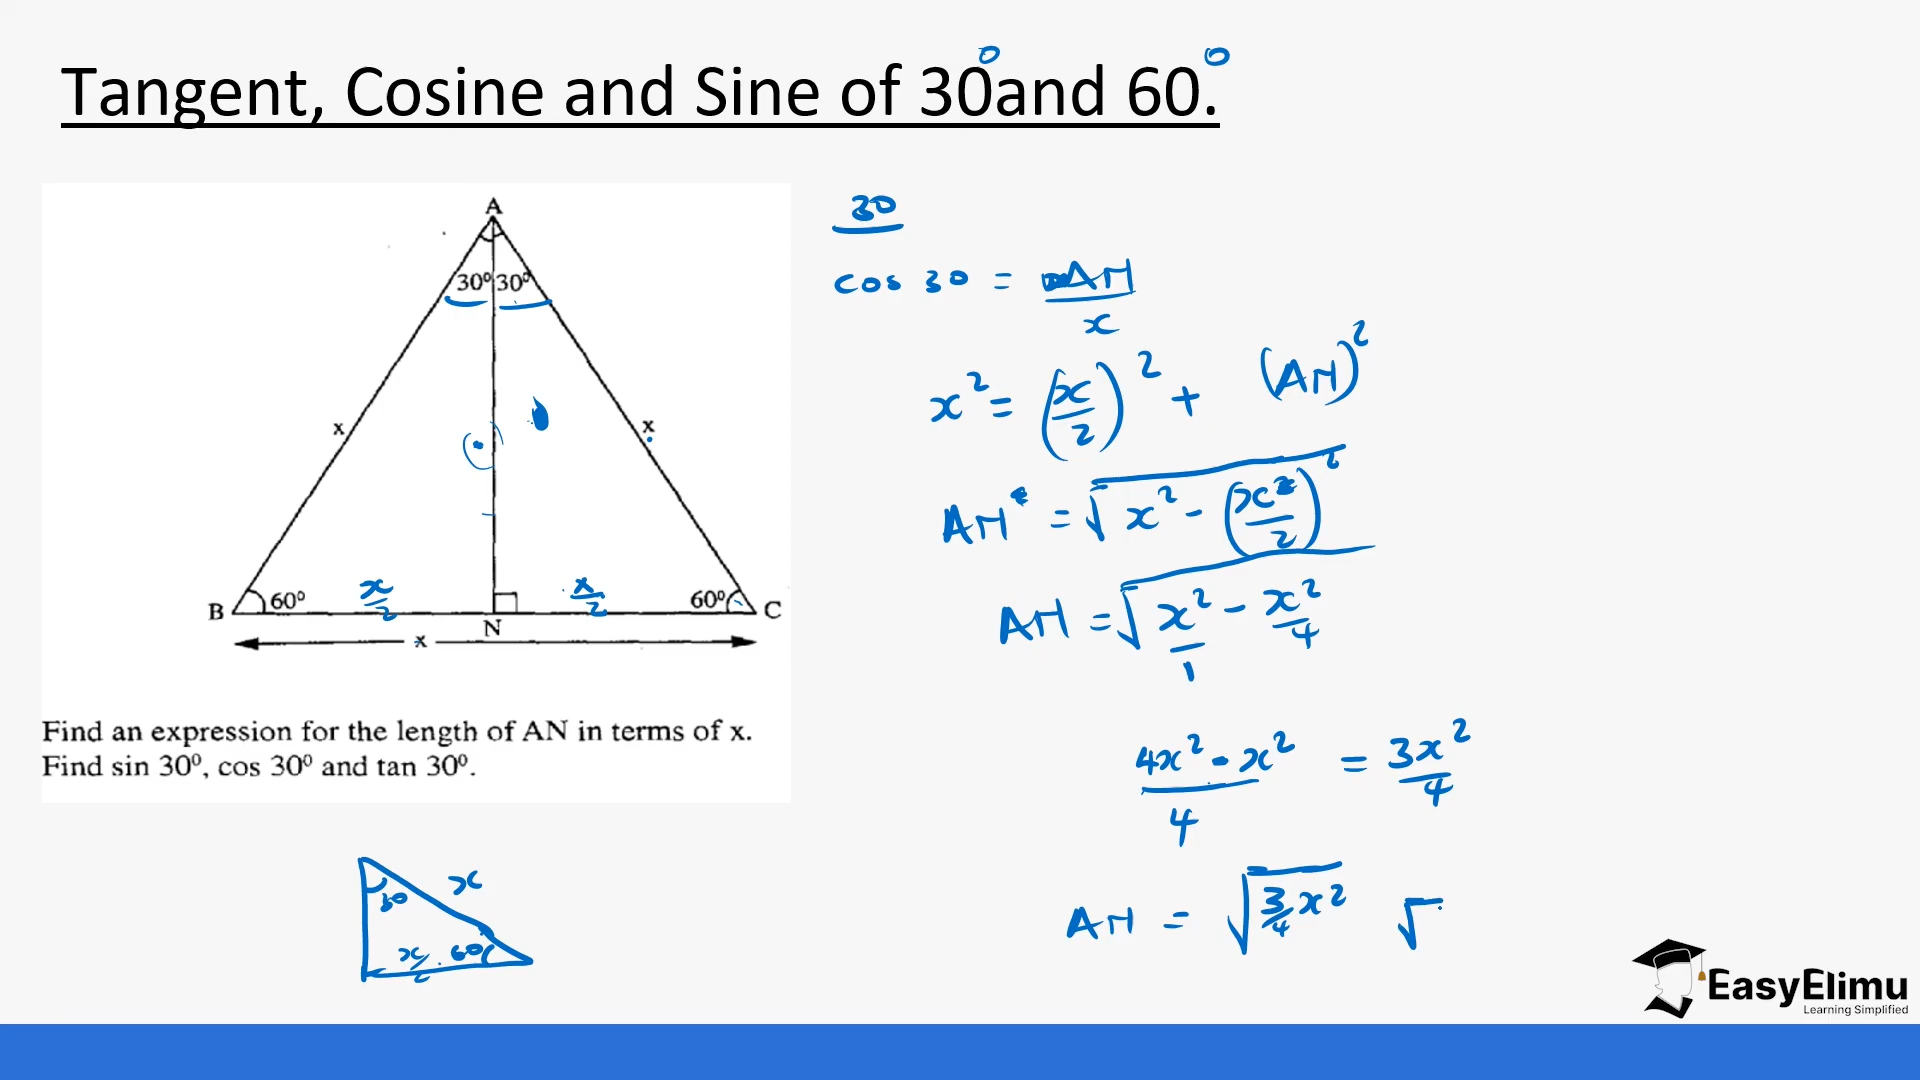 Tangent, Cosine and Sine of 30°and 60°.
A
30° 30°
x
x
B
60°
x/2
x/2
60°
C
N
x
Find an expression for the length of AN in terms of x.
Find sin 30°, cos 30° and tan 30°.
30
x
x/2
60
30
cos 30 = AN/x
x² = (x/2)² + (AN)²
AN = √(x² - (x/2)²)
AN = √(x²/1 - x²/4)
(4x² - x²)/4 = 3x²/4
AN = √(3/4 x²) √
EasyElimu
Learning Simplified